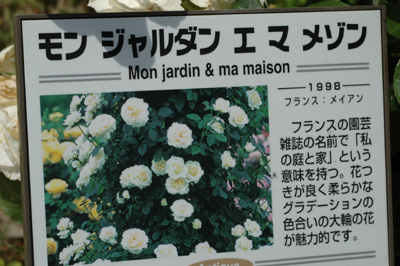 モン ジャルダン エ マ メゾン
Mon jardin & ma maison
1998
フランス：メイアン
フランスの園芸
雑誌の名前で「私
の庭と家」という
意味を持つ。花つ
きが良く柔らかな
グラデーションの
色合いの大輪の花
が魅力的です。